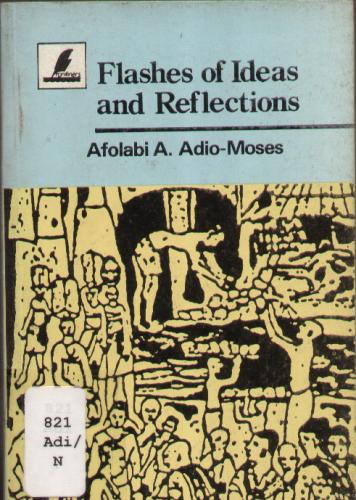 Flashes of Ideas
and Reflections
Afolabi A. Adio-Moses
821
Adi/
N